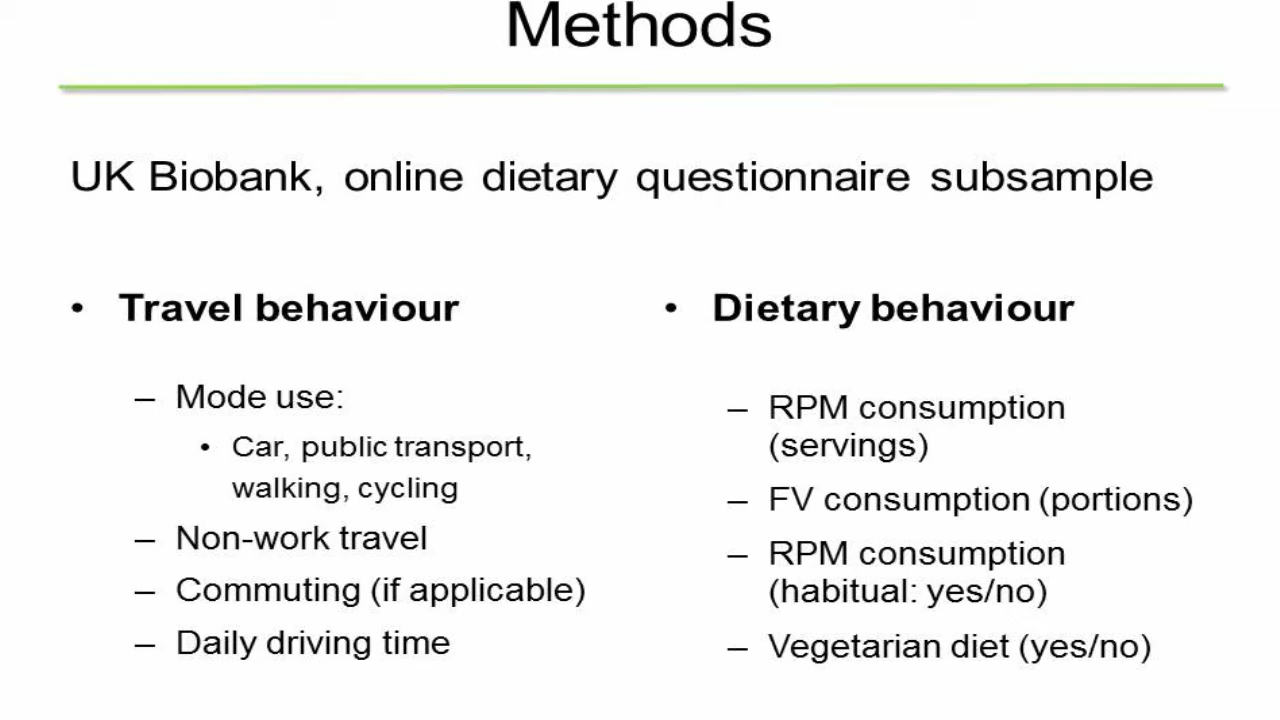 Methods
UK Biobank, online dietary questionnaire subsample
• Travel behaviour
– Mode use:
• Car, public transport,
walking, cycling
– Non-work travel
– Commuting (if applicable)
– Daily driving time
• Dietary behaviour
– RPM consumption
(servings)
– FV consumption (portions)
– RPM consumption
(habitual: yes/no)
– Vegetarian diet (yes/no)